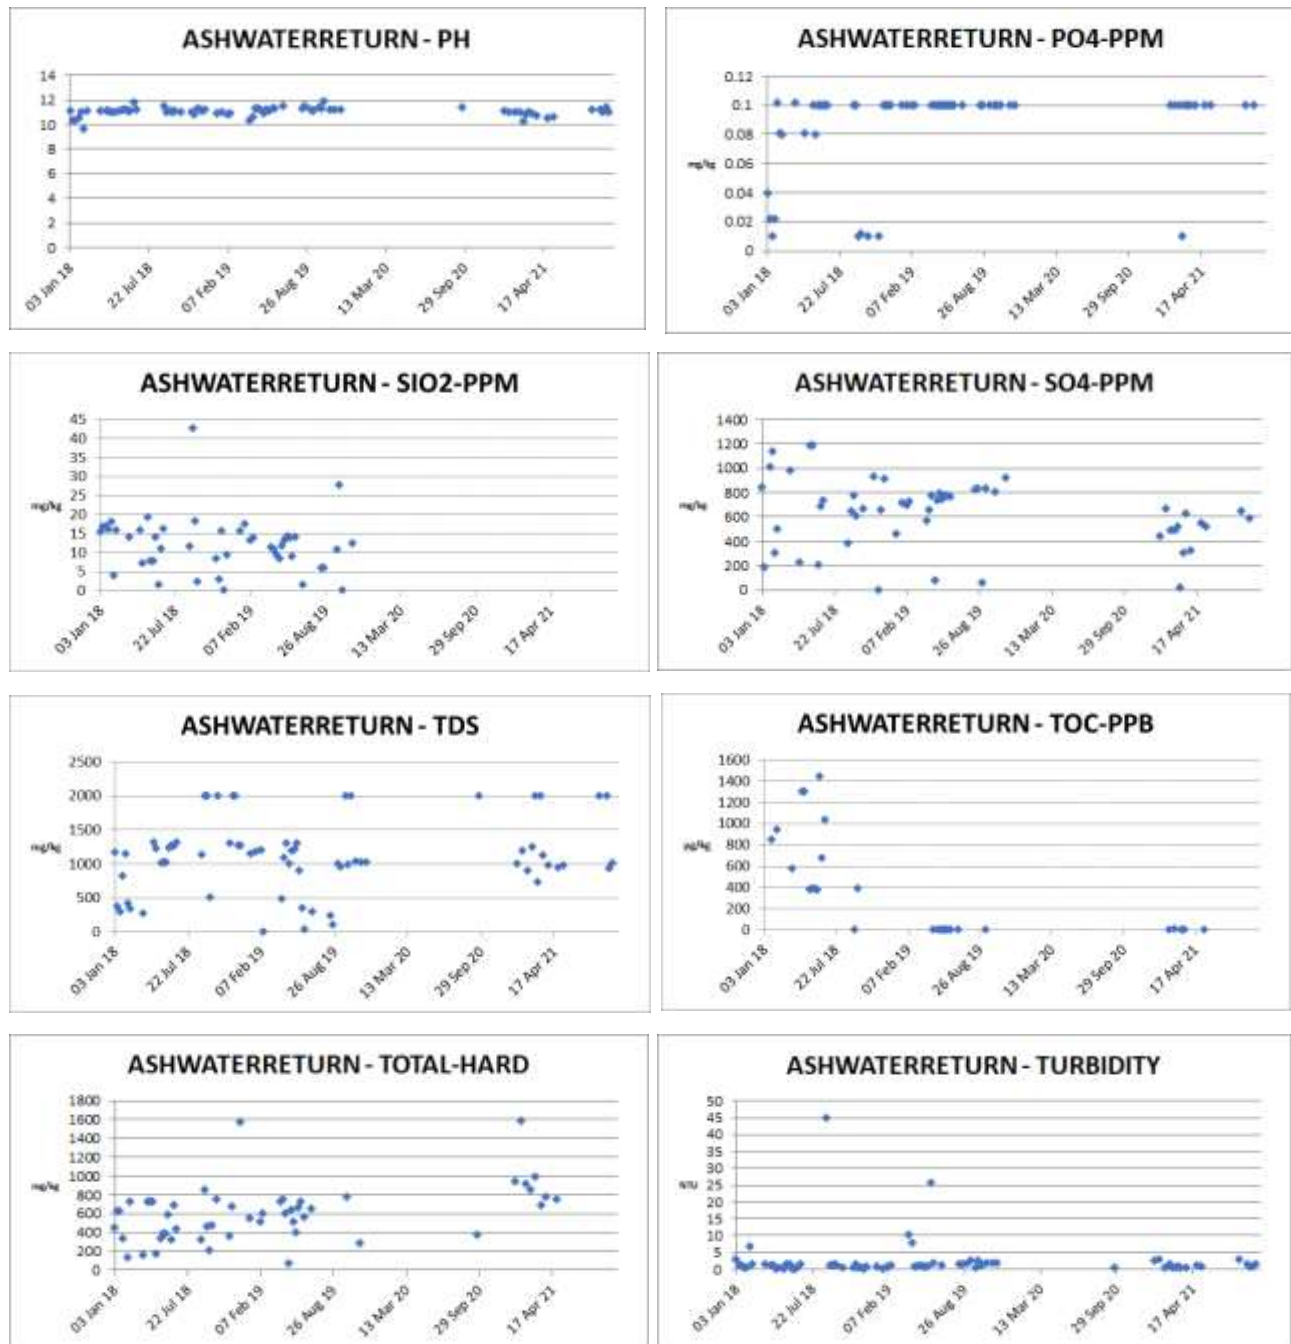 ASHWATERRETURN - PH
14
12
10
8
6
4
2
0
03 Jan 18
22 Jul 18
07 Feb 19
26 Aug 19
13 Mar 20
29 Sep 20
17 Apr 21
ASHWATERRETURN - PO4-PPM
mg/kg
0.12
0.1
0.08
0.06
0.04
0.02
0
03 Jan 18
22 Jul 18
07 Feb 19
26 Aug 19
13 Mar 20
29 Sep 20
17 Apr 21
ASHWATERRETURN - SIO2-PPM
mg/kg
45
40
35
30
25
20
15
10
5
0
03 Jan 18
22 Jul 18
07 Feb 19
26 Aug 19
13 Mar 20
29 Sep 20
17 Apr 21
ASHWATERRETURN - SO4-PPM
mg/kg
1400
1200
1000
800
600
400
200
0
03 Jan 18
22 Jul 18
07 Feb 19
26 Aug 19
13 Mar 20
29 Sep 20
17 Apr 21
ASHWATERRETURN - TDS
mg/kg
2500
2000
1500
1000
500
0
03 Jan 18
22 Jul 18
07 Feb 19
26 Aug 19
13 Mar 20
29 Sep 20
17 Apr 21
ASHWATERRETURN - TOC-PPB
µg/kg
1600
1400
1200
1000
800
600
400
200
0
03 Jan 18
22 Jul 18
07 Feb 19
26 Aug 19
13 Mar 20
29 Sep 20
17 Apr 21
ASHWATERRETURN - TOTAL-HARD
mg/kg
1800
1600
1400
1200
1000
800
600
400
200
0
03 Jan 18
22 Jul 18
07 Feb 19
26 Aug 19
13 Mar 20
29 Sep 20
17 Apr 21
ASHWATERRETURN - TURBIDITY
NTU
50
45
40
35
30
25
20
15
10
5
0
03 Jan 18
22 Jul 18
07 Feb 19
26 Aug 19
13 Mar 20
29 Sep 20
17 Apr 21